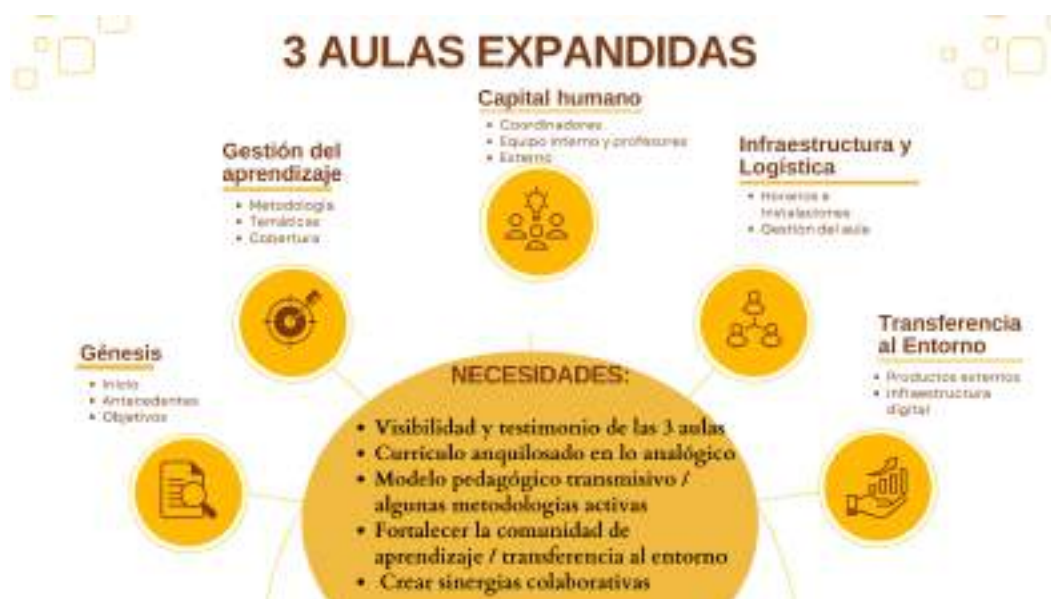 3 AULAS EXPANDIDAS
Capital humano
• Coordinadores
• Equipo interno y profesores
• Externo
Gestión del
aprendizaje
• Metodología
• Temáticas
• Cobertura
Infraestructura y
Logística
• Horarios e
instalaciones
• Gestión del aula
Génesis
• Inicio
• Antecedentes
• Objetivos
Transferencia
al Entorno
• Productos externos
• Infraestructura
digital
NECESIDADES:
• Visibilidad y testimonio de las 3 aulas
• Currículo anquilosado en lo analógico
• Modelo pedagógico transmisivo /
algunas metodologías activas
• Fortalecer la comunidad de
aprendizaje / transferencia al entorno
• Crear sinergias colaborativas